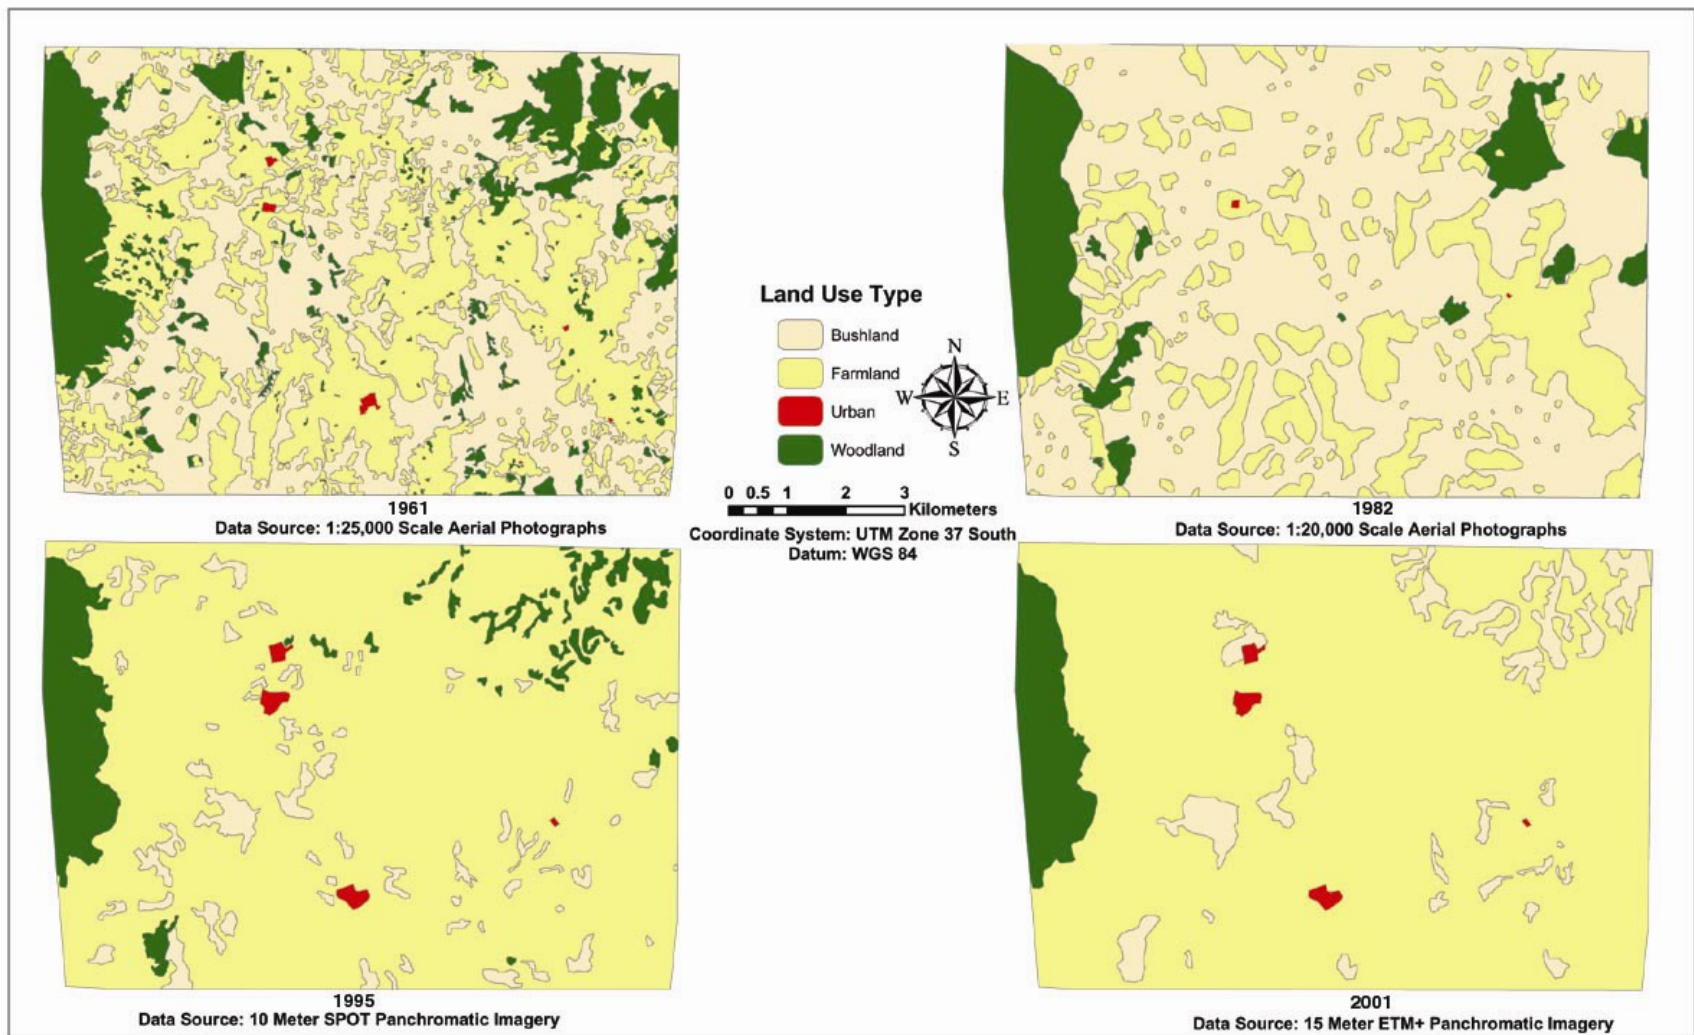 1961
Data Source: 1:25,000 Scale Aerial Photographs
Land Use Type
Bushland
Farmland
Urban
Woodland
N
W
E
S
0 0.5 1 2 3
Kilometers
Coordinate System: UTM Zone 37 South
Datum: WGS 84
1982
Data Source: 1:20,000 Scale Aerial Photographs
1995
Data Source: 10 Meter SPOT Panchromatic Imagery
2001
Data Source: 15 Meter ETM+ Panchromatic Imagery